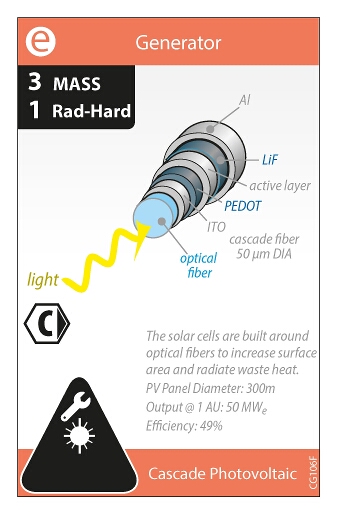 e
Generator
3 MASS
1 Rad-Hard
Al
LiF
active layer
PEDOT
ITO
cascade fiber
50 µm DIA
optical
fiber
light
C
The solar cells are built around
optical fibers to increase surface
area and radiate waste heat.
PV Panel Diameter: 300m
Output @ 1 AU: 50 MWe
Efficiency: 49%
Cascade Photovoltaic
CG106F